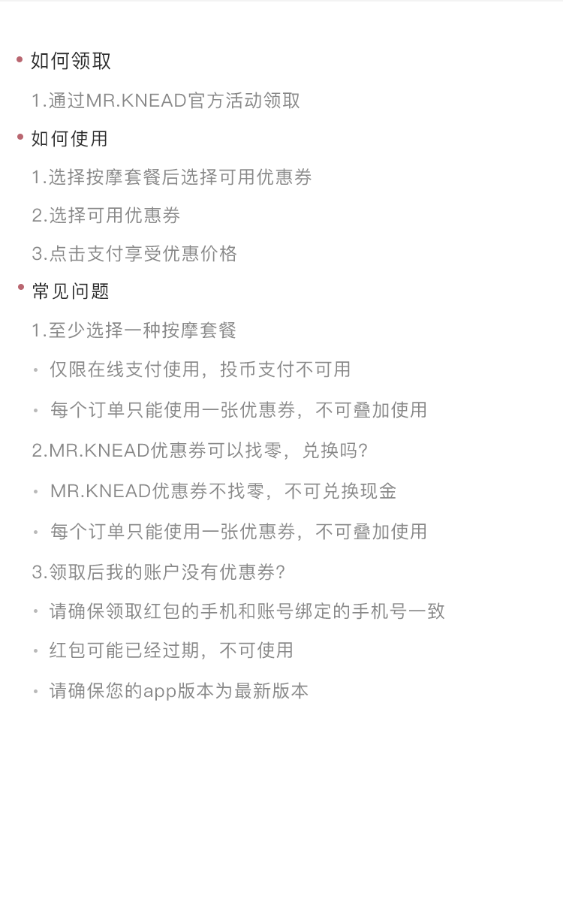 • 如何领取
1.通过MR.KNEAD官方活动领取
• 如何使用
1.选择按摩套餐后选择可用优惠券
2.选择可用优惠券
3.点击支付享受优惠价格
• 常见问题
1.至少选择一种按摩套餐
• 仅限在线支付使用，投币支付不可用
• 每个订单只能使用一张优惠券，不可叠加使用
2.MR.KNEAD优惠券可以找零，兑换吗？
• MR.KNEAD优惠券不找零，不可兑换现金
• 每个订单只能使用一张优惠券，不可叠加使用
3.领取后我的账户没有优惠券？
• 请确保领取红包的手机和账号绑定的手机号一致
• 红包可能已经过期，不可使用
• 请确保您的app版本为最新版本